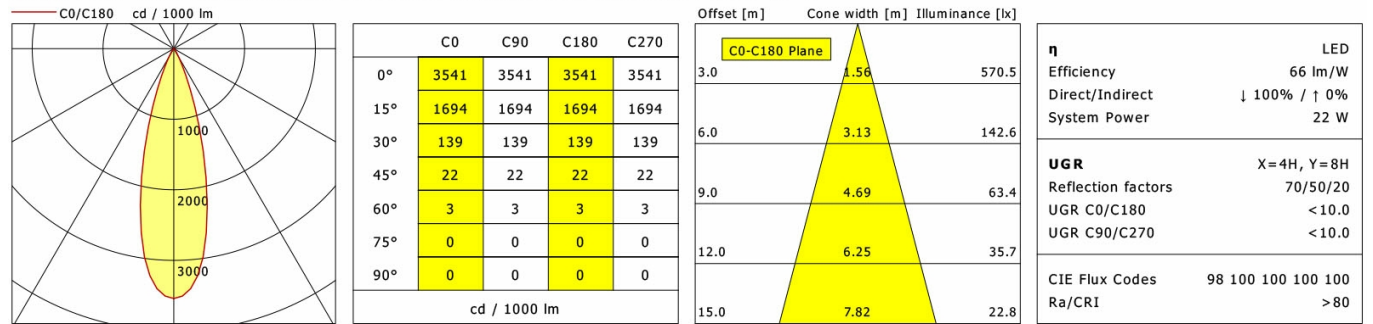 C0/C180 cd / 1000 lm
1000
2000
3000
C0 C90 C180 C270
0° 3541 3541 3541 3541
15° 1694 1694 1694 1694
30° 139 139 139 139
45° 22 22 22 22
60° 3 3 3 3
75° 0 0 0 0
90° 0 0 0 0
cd / 1000 lm
Offset [m] Cone width [m] Illuminance [lx]
C0-C180 Plane
3.0 1.56 570.5
6.0 3.13 142.6
9.0 4.69 63.4
12.0 6.25 35.7
15.0 7.82 22.8
η LED
Efficiency 66 lm/W
Direct/Indirect ↓ 100% / ↑ 0%
System Power 22 W
UGR X=4H, Y=8H
Reflection factors 70/50/20
UGR C0/C180 <10.0
UGR C90/C270 <10.0
CIE Flux Codes 98 100 100 100 100
Ra/CRI >80